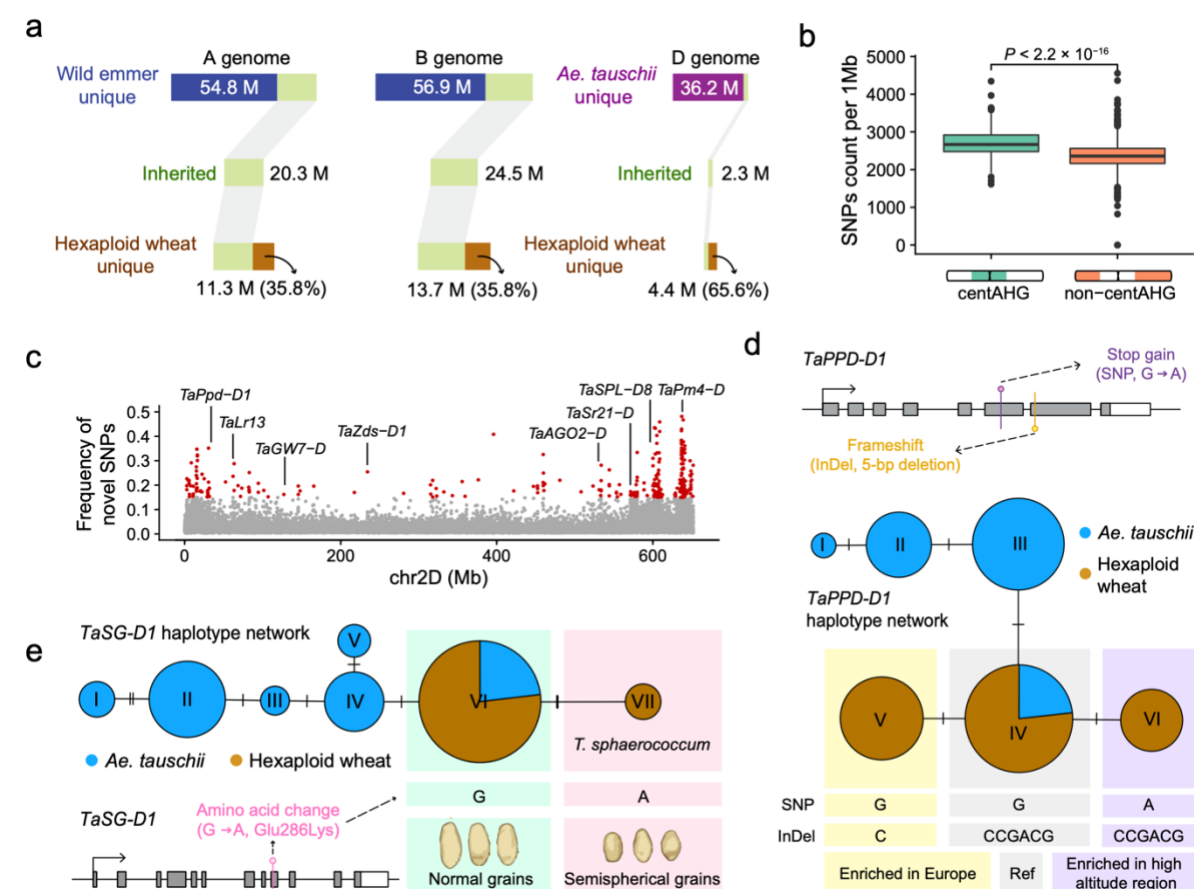 a
A genome
B genome
D genome
Wild emmer
unique
54.8 M
56.9 M
Ae. tauschii
unique
36.2 M
Inherited
20.3 M
24.5 M
Inherited
2.3 M
Hexaploid wheat
unique
Hexaploid wheat
unique
11.3 M (35.8%)
13.7 M (35.8%)
4.4 M (65.6%)
b
P < 2.2 × 10−16
SNPs count per 1Mb
5000
4000
3000
2000
1000
0
centAHG
non−centAHG
c
Frequency of
novel SNPs
0.5
0.4
0.3
0.2
0.1
0.0
TaPpd−D1
TaLr13
TaGW7−D
TaZds−D1
TaAGO2−D
TaSr21−D
TaSPL−D8
TaPm4−D
0
200
400
600
chr2D (Mb)
d
TaPPD-D1
Stop gain
(SNP, G→A)
Frameshift
(InDel, 5-bp deletion)
I
II
III
Ae. tauschii
Hexaploid
wheat
TaPPD-D1
haplotype network
V
IV
VI
SNP
G
G
A
InDel
C
CCGACG
CCGACG
Enriched in Europe
Ref
Enriched in high
altitude region
e
TaSG-D1 haplotype network
I
II
III
V
IV
VI
VII
T. sphaerococcum
Ae. tauschii
Hexaploid wheat
Amino acid change
(G→A, Glu286Lys)
TaSG-D1
G
A
Normal grains
Semispherical grains